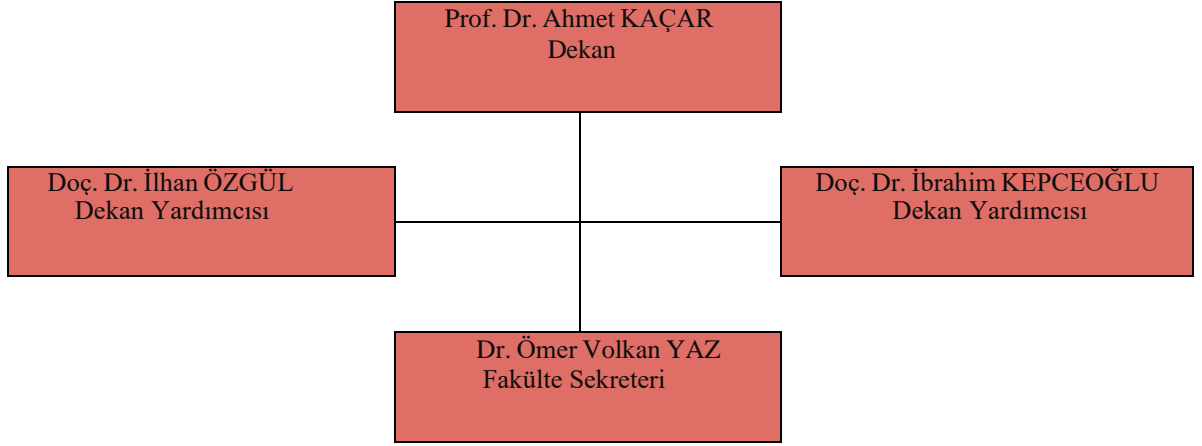 Prof. Dr. Ahmet KAÇAR
Dekan
Doç. Dr. İlhan ÖZGÜL
Dekan Yardımcısı
Doç. Dr. İbrahim KEPCEOĞLU
Dekan Yardımcısı
Dr. Ömer Volkan YAZ
Fakülte Sekreteri